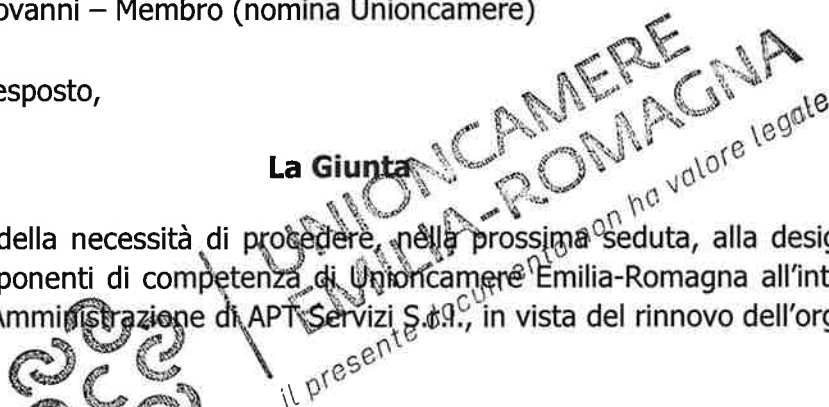 ovanni – Membro (nomina Unioncamere)
esposto,
La Giunta
della necessità di procedere, nella prossima seduta, alla desig
ponenti di competenza di Unioncamere Emilia-Romagna all'int
Amministrazione di APT Servizi S.r.l., in vista del rinnovo dell'org
UNIONCAMERE
EMILIA-ROMAGNA
il presente documento non ha valore legale